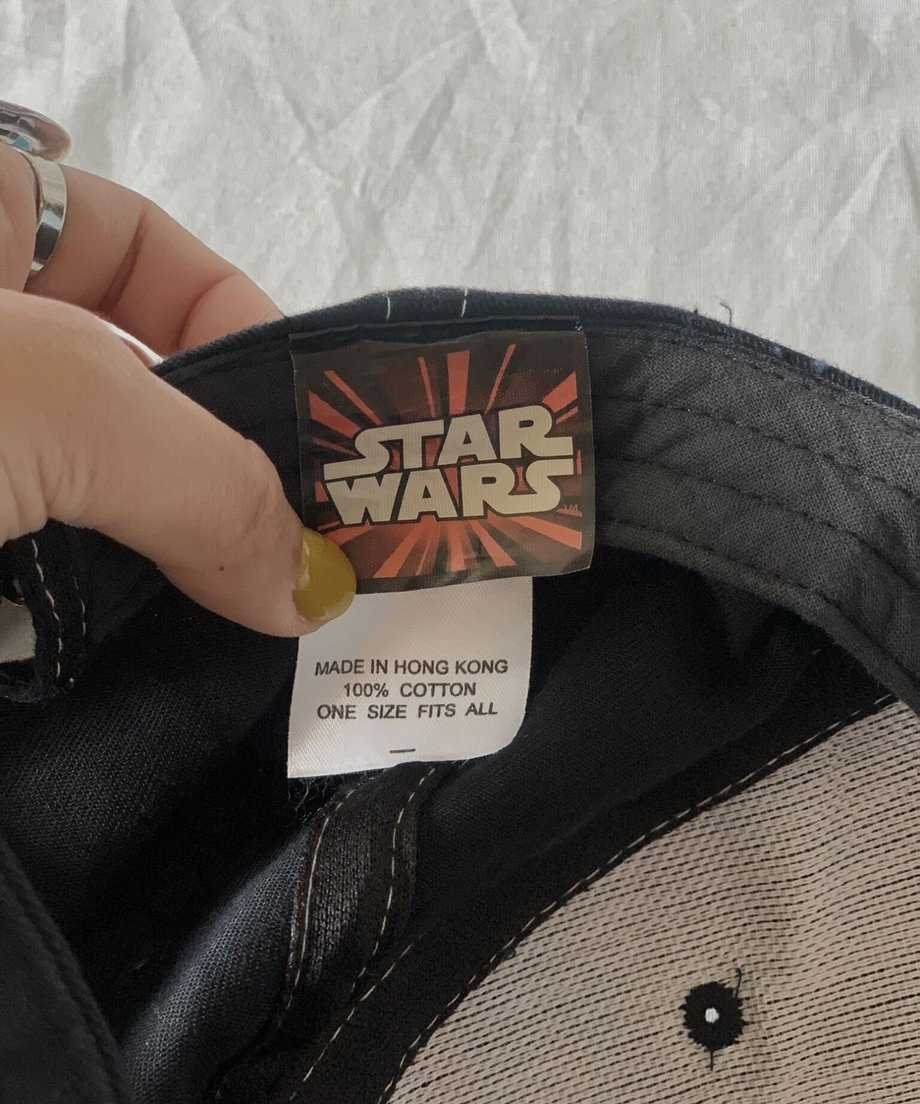 STAR
WARS
MADE IN HONG KONG
100% COTTON
ONE SIZE FITS ALL